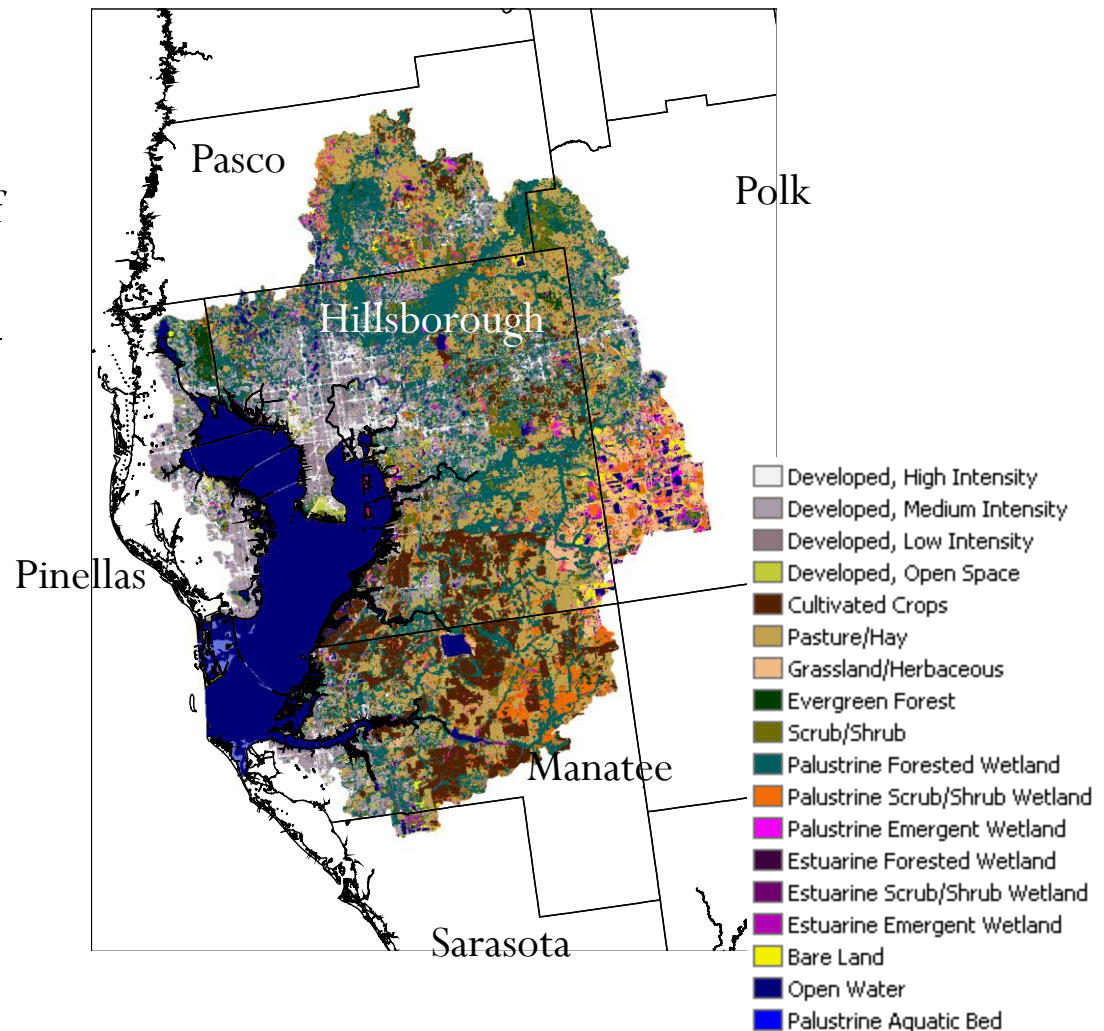 f
Pasco
Polk
Hillsborough
Pinellas
Manatee
Sarasota
Developed, High Intensity
Developed, Medium Intensity
Developed, Low Intensity
Developed, Open Space
Cultivated Crops
Pasture/Hay
Grassland/Herbaceous
Evergreen Forest
Scrub/Shrub
Palustrine Forested Wetland
Palustrine Scrub/Shrub Wetland
Palustrine Emergent Wetland
Estuarine Forested Wetland
Estuarine Scrub/Shrub Wetland
Estuarine Emergent Wetland
Bare Land
Open Water
Palustrine Aquatic Bed